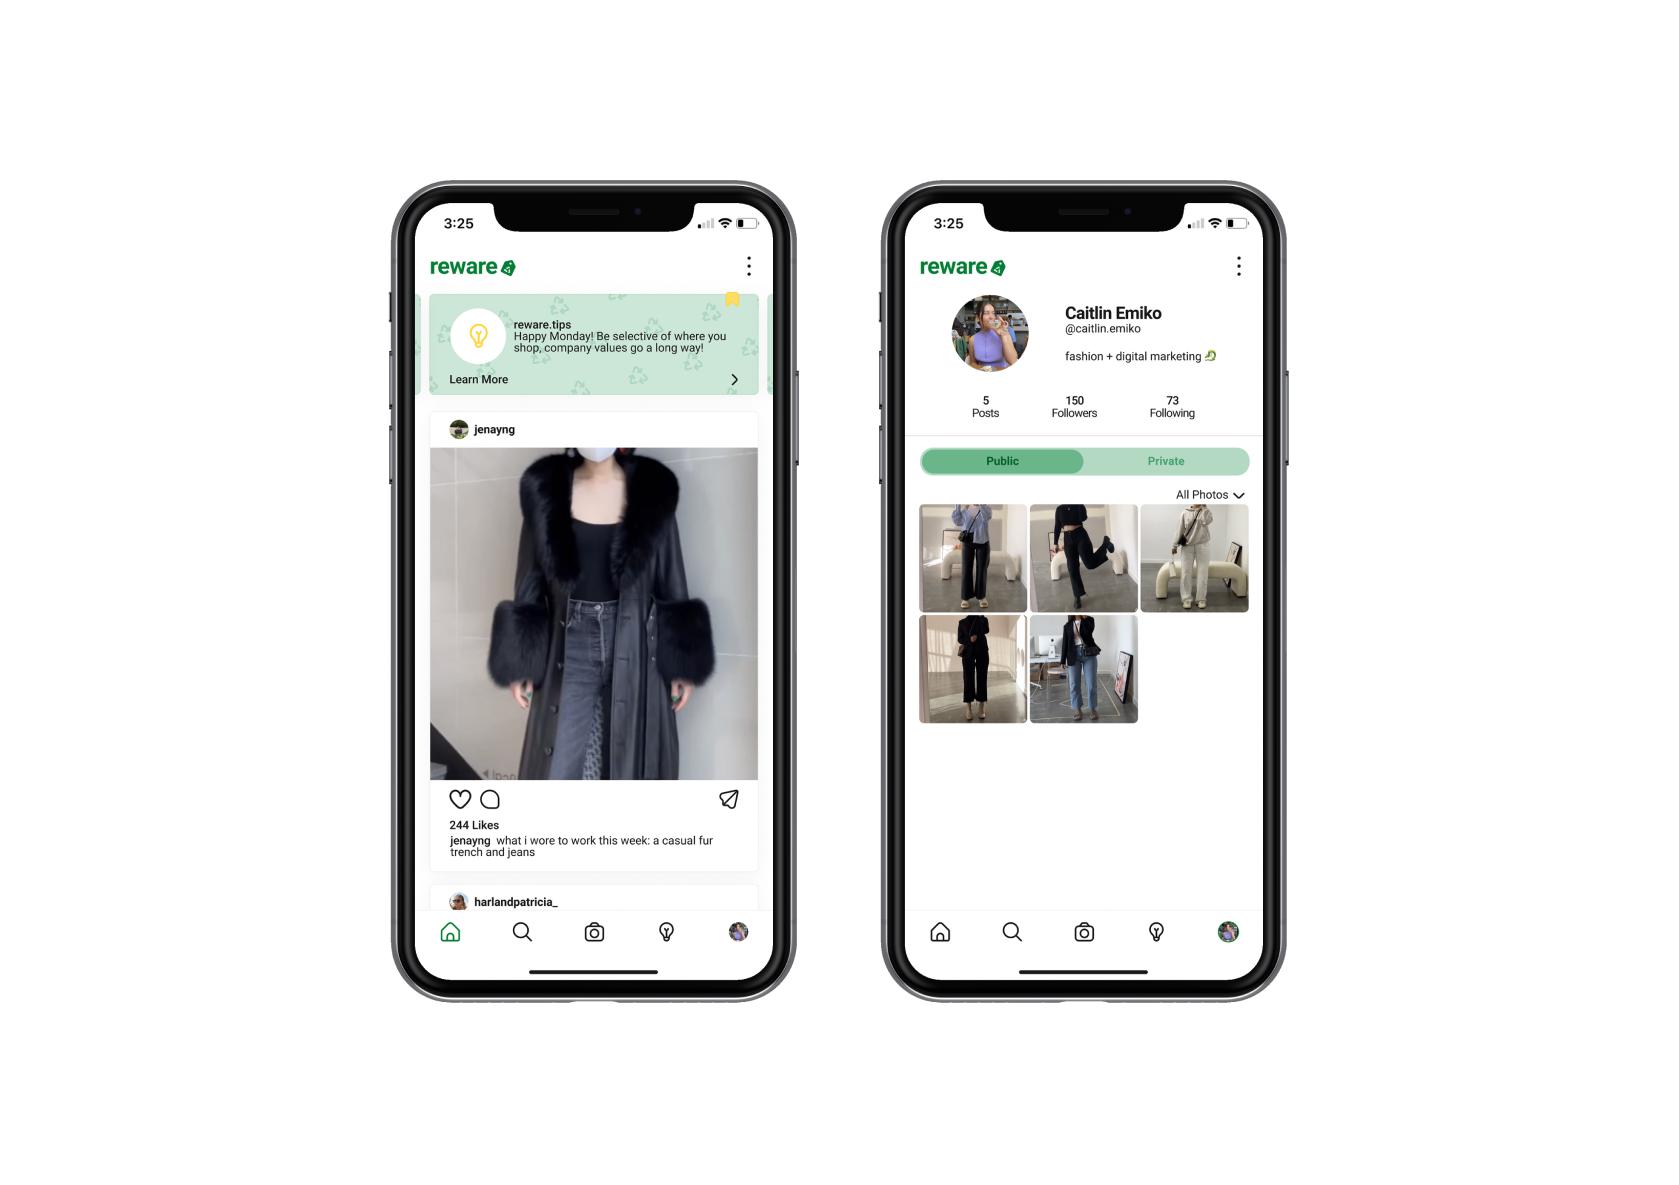 3:25
reware
reware.tips
Happy Monday! Be selective of where you
shop, company values go a long way!
Learn More
jenayng
244 Likes
jenayng what i wore to work this week: a casual fur
trench and jeans
harlandpatricia_
3:25
reware
Caitlin Emiko
@caitlin.emiko
fashion + digital marketing
5
Posts
150
Followers
73
Following
Public
Private
All Photos